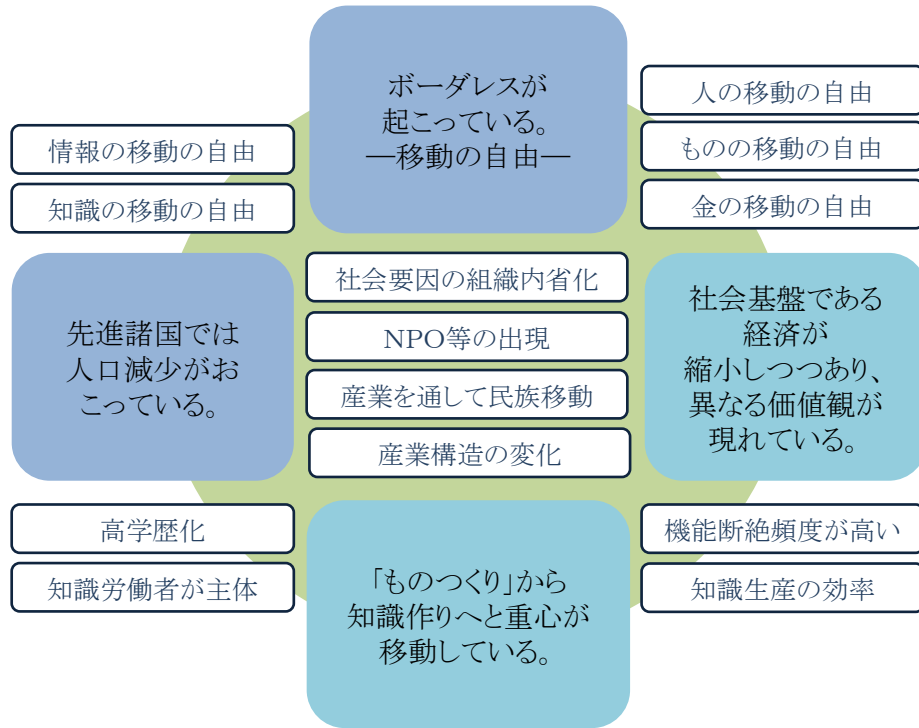 ボーダレスが
起こっている。
―移動の自由―
情報の移動の自由
知識の移動の自由
人の移動の自由
ものの移動の自由
金の移動の自由
先進諸国では
人口減少がお
こっている。
社会要因の組織内省化
NPO等の出現
産業を通して民族移動
産業構造の変化
社会基盤である
経済が
縮小しつつあり、
異なる価値観が
現れている。
高学歴化
知識労働者が主体
「ものつくり」から
知識作りへと重心が
移動している。
機能断絶頻度が高い
知識生産の効率